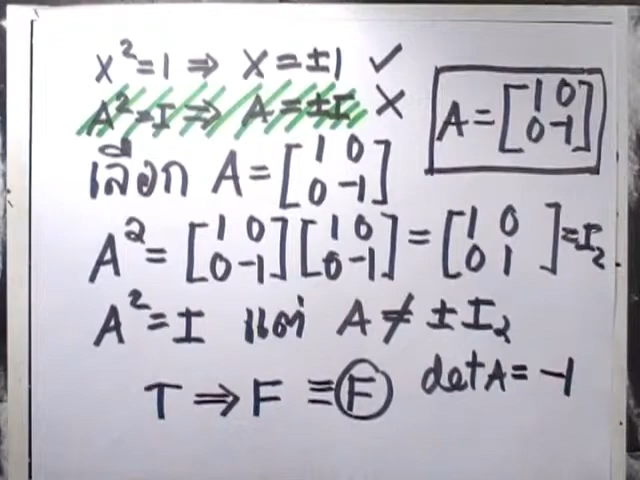 x²=1 ⇒ x=±1 ✓
A²=I ⇒ A=±I ×
A=[1 0 0 -1]
เลือก A=[1 0 0 -1]
A²=[1 0 0 -1][1 0 0 -1]=[1 0 0 1]=I₂
A²=I แต่ A≠±I₂
T⇒F≡F det A=-1